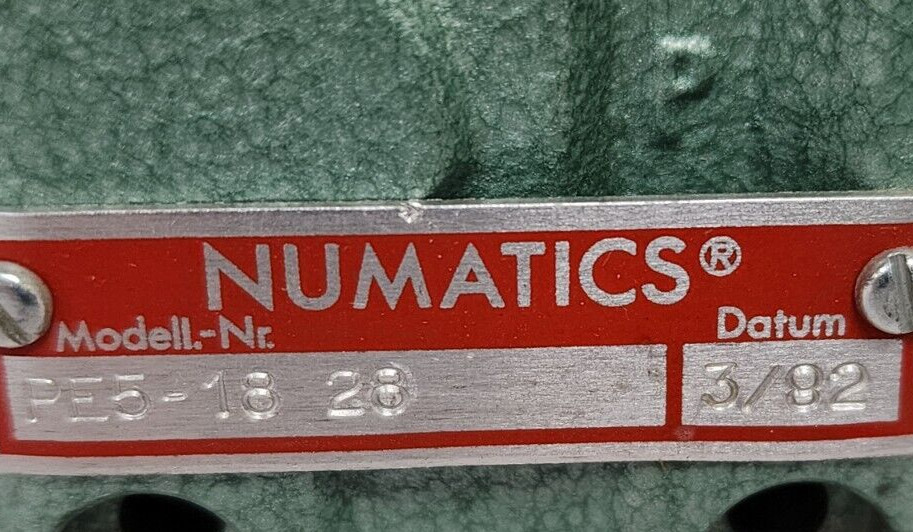 NUMATICS®
Modell.-Nr. Datum
PE5-18 28 3/82